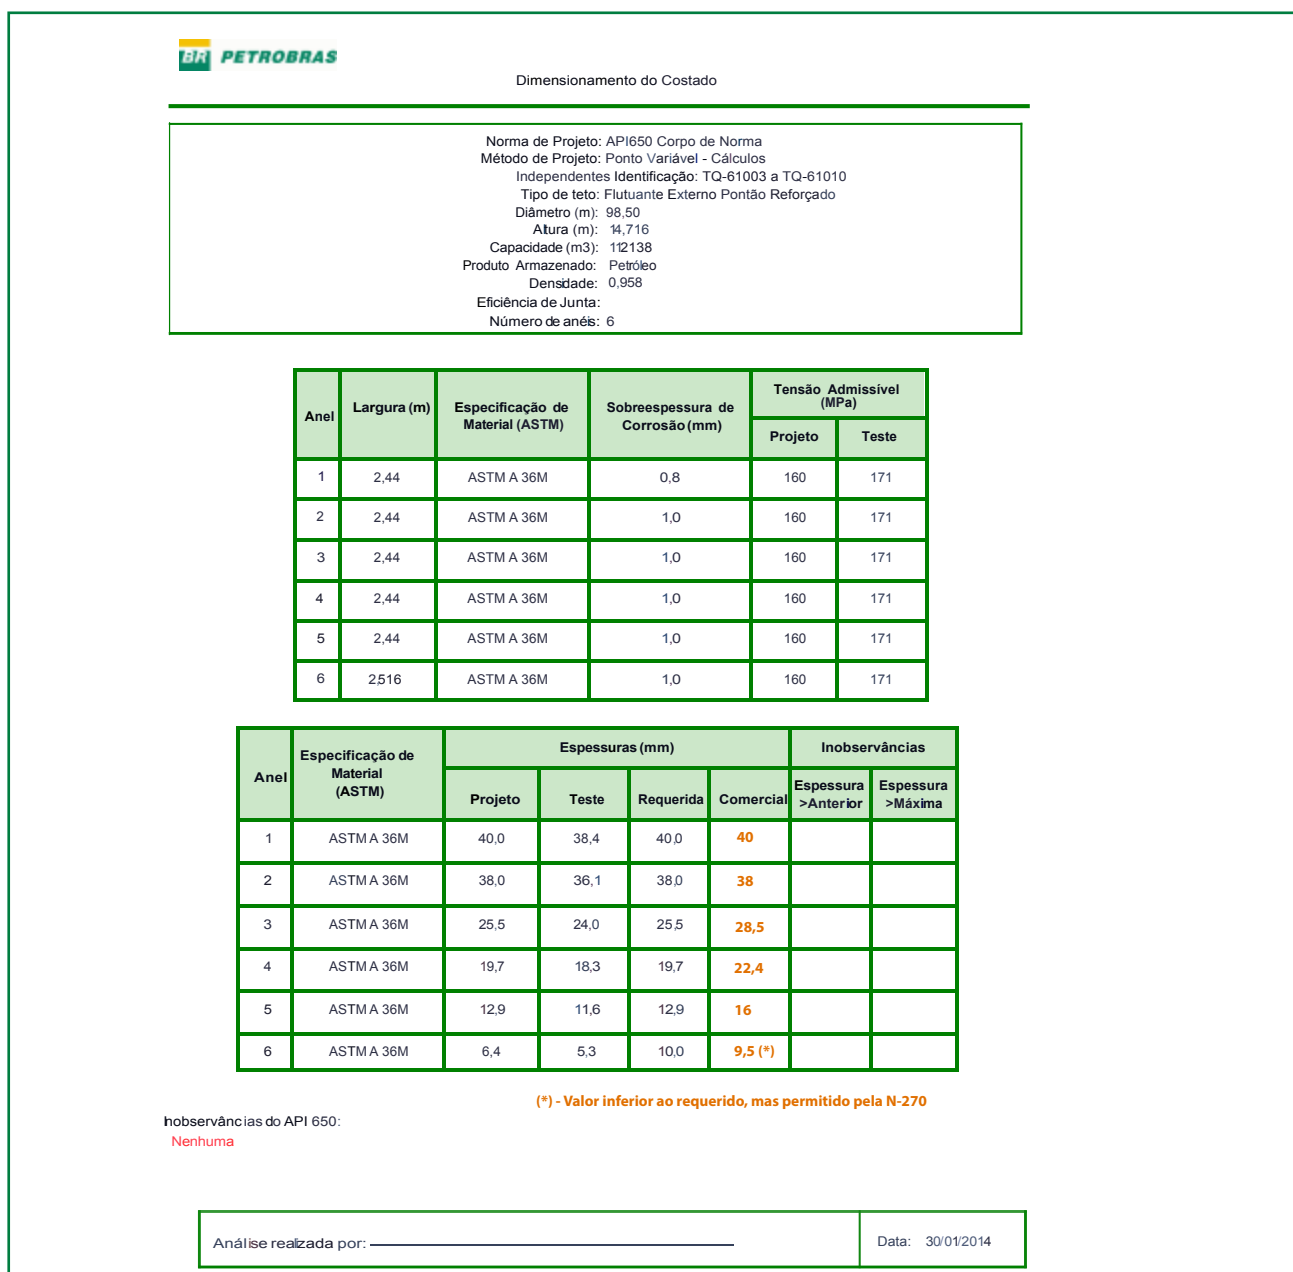 BR PETROBRAS
Dimensionamento do Costado
Norma de Projeto: API650 Corpo de Norma
Método de Projeto: Ponto Variável - Cálculos
Independentes Identificação: TQ-61003 a TQ-61010
Tipo de teto: Flutuante Externo Pontão Reforçado
Diâmetro (m): 98,50
Altura (m): 14,716
Capacidade (m3): 112138
Produto Armazenado: Petróleo
Densidade: 0,958
Eficiência de Junta:
Número de anéis: 6
Anel Largura (m) Especificação de Material (ASTM) Sobreespessura de Corrosão (mm) Tensão Admissível (MPa)
Projeto Teste
1 2,44 ASTM A 36M 0,8 160 171
2 2,44 ASTM A 36M 1,0 160 171
3 2,44 ASTM A 36M 1,0 160 171
4 2,44 ASTM A 36M 1,0 160 171
5 2,44 ASTM A 36M 1,0 160 171
6 2,516 ASTM A 36M 1,0 160 171
Anel Especificação de Material (ASTM) Espessuras (mm) Inobservâncias
Projeto Teste Requerida Comercial Espessura >Anterior Espessura >Máxima
1 ASTM A 36M 40,0 38,4 40,0 40
2 ASTM A 36M 38,0 36,1 38,0 38
3 ASTM A 36M 25,5 24,0 25,5 28,5
4 ASTM A 36M 19,7 18,3 19,7 22,4
5 ASTM A 36M 12,9 11,6 12,9 16
6 ASTM A 36M 6,4 5,3 10,0 9,5 (*)
(*) - Valor inferior ao requerido, mas permitido pela N-270
Inobservâncias do API 650:
Nenhuma
Análise realizada por:
Data: 30/01/2014